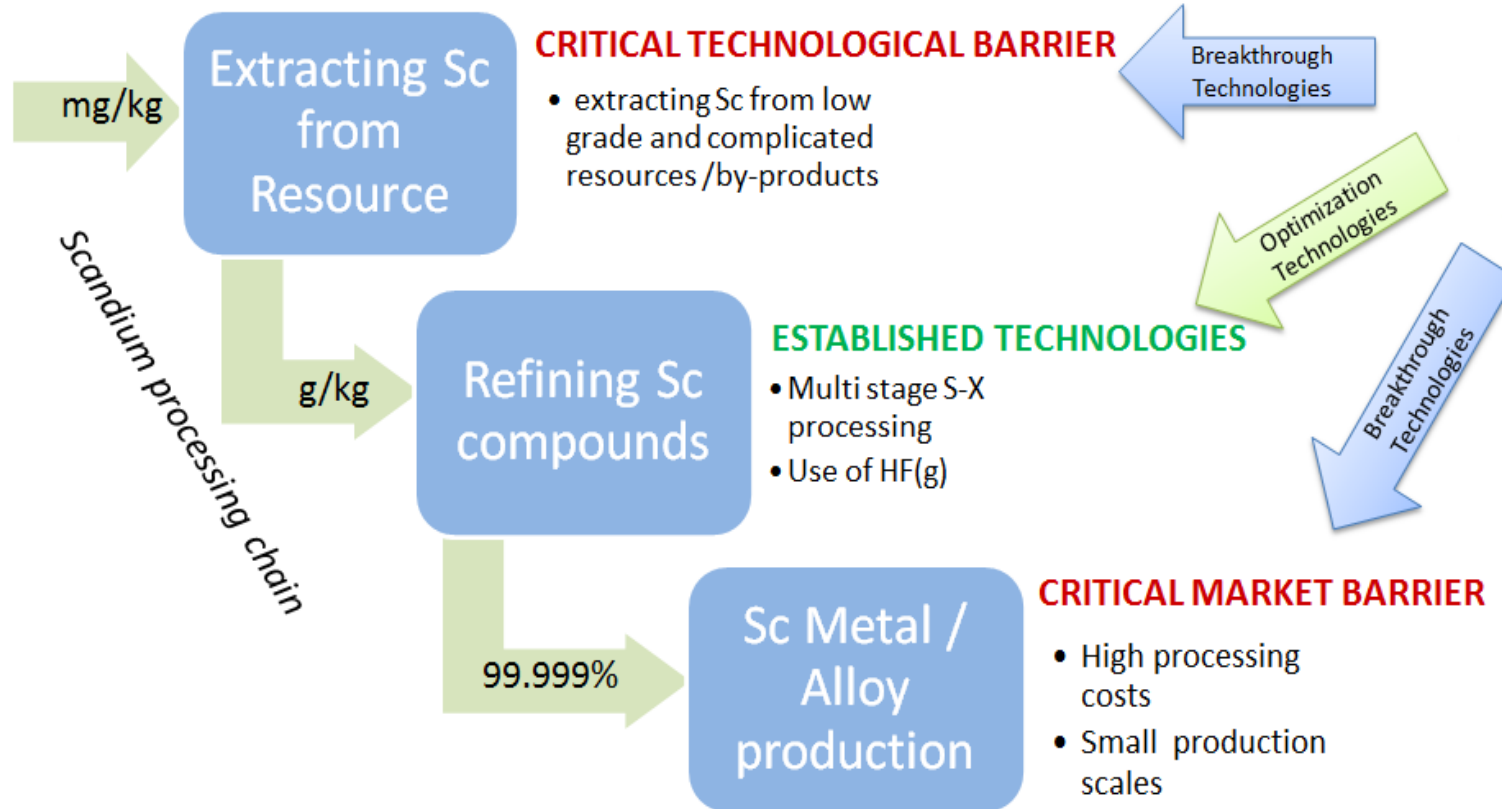 mg/kg
Extracting Sc
from
Resource
CRITICAL TECHNOLOGICAL BARRIER
• extracting Sc from low
grade and complicated
resources /by-products
Breakthrough
Technologies
Optimization
Technologies
Breakthrough
Technologies
Scandium processing chain
g/kg
Refining Sc
compounds
ESTABLISHED TECHNOLOGIES
• Multi stage S-X
processing
• Use of HF(g)
99.999%
Sc Metal /
Alloy
production
CRITICAL MARKET BARRIER
• High processing
costs
• Small production
scales